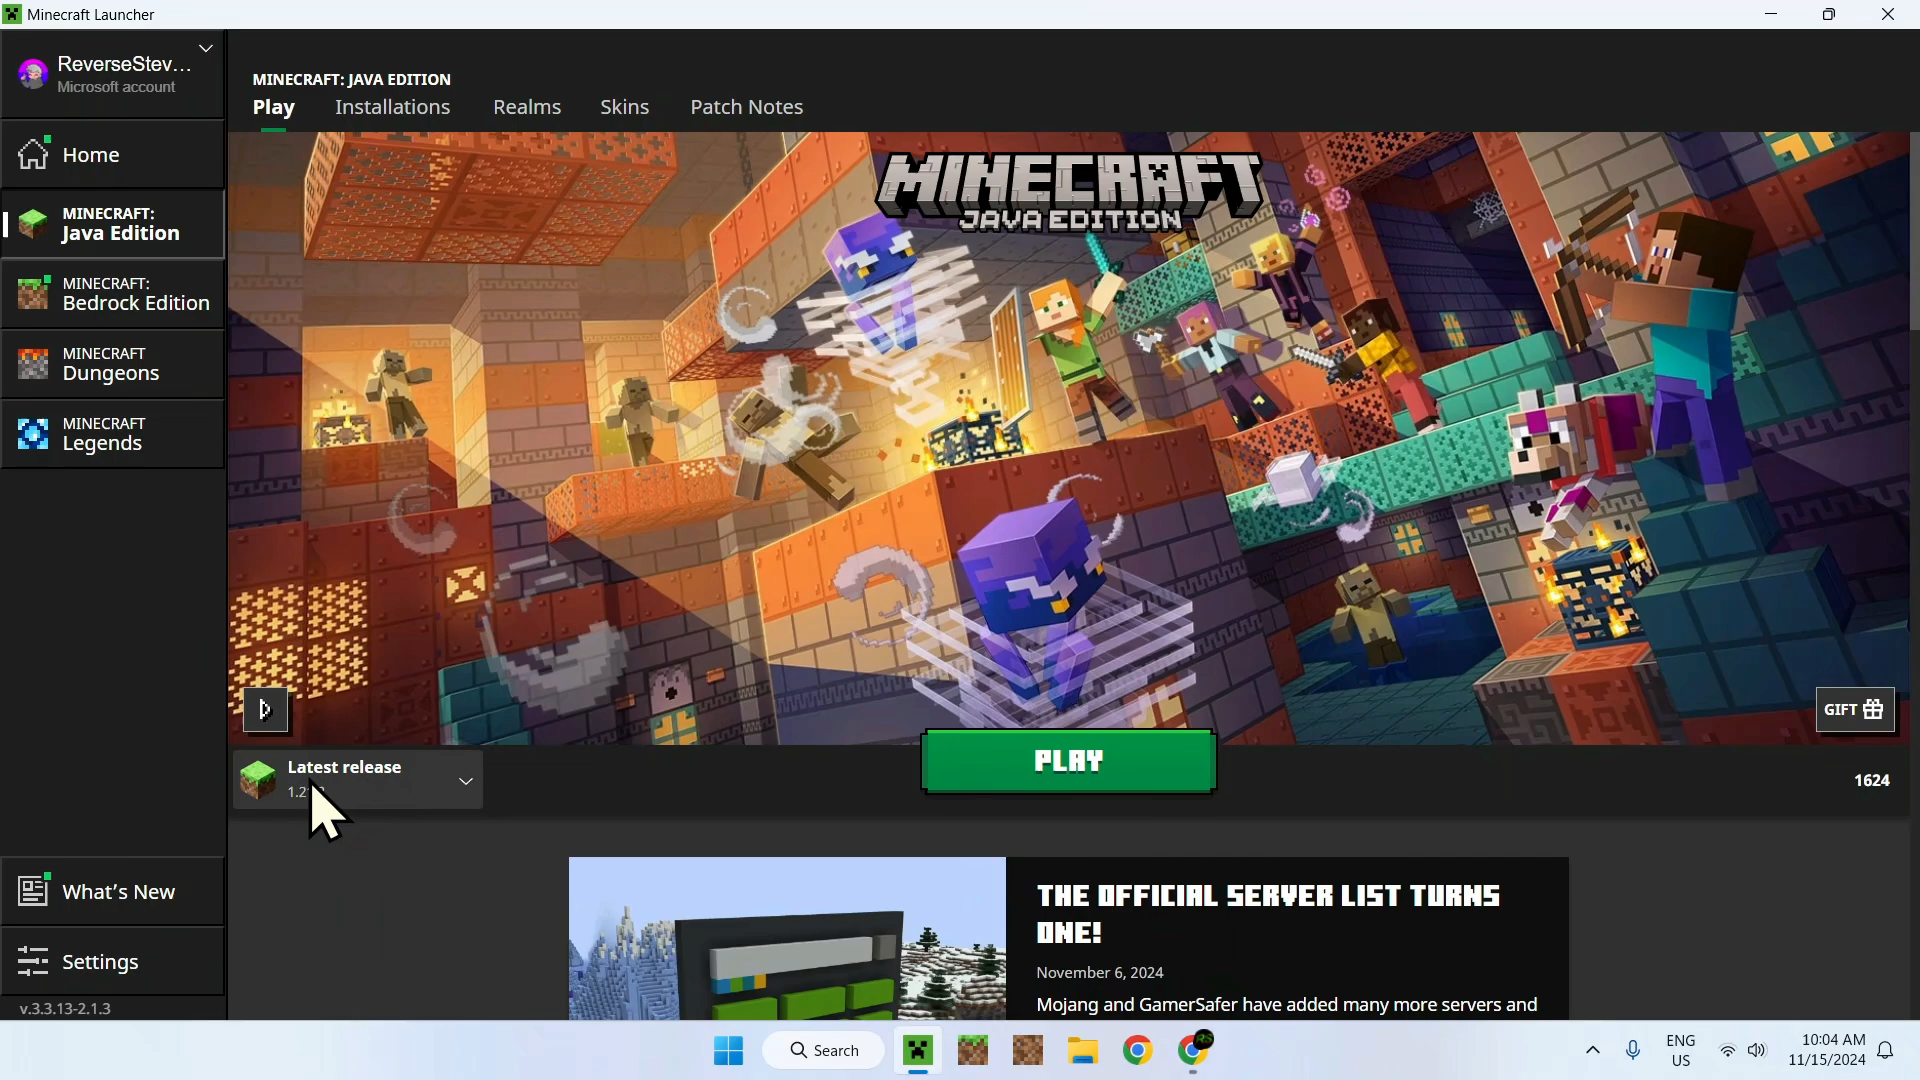 Minecraft Launcher
ReverseStev...
Microsoft account
Home
MINECRAFT:
Java Edition
MINECRAFT:
Bedrock Edition
MINECRAFT
Dungeons
MINECRAFT
Legends
What's New
Settings
v.3.3.13-2.1.3
MINECRAFT: JAVA EDITION
Play Installations Realms Skins Patch Notes
MINECRAFT
JAVA EDITION
GIFT
Latest release
PLAY
1624
THE OFFICIAL SERVER LIST TURNS
ONE!
November 6, 2024
Mojang and GamerSafer have added many more servers and
Search
ENG
US
10:04 AM
11/15/2024